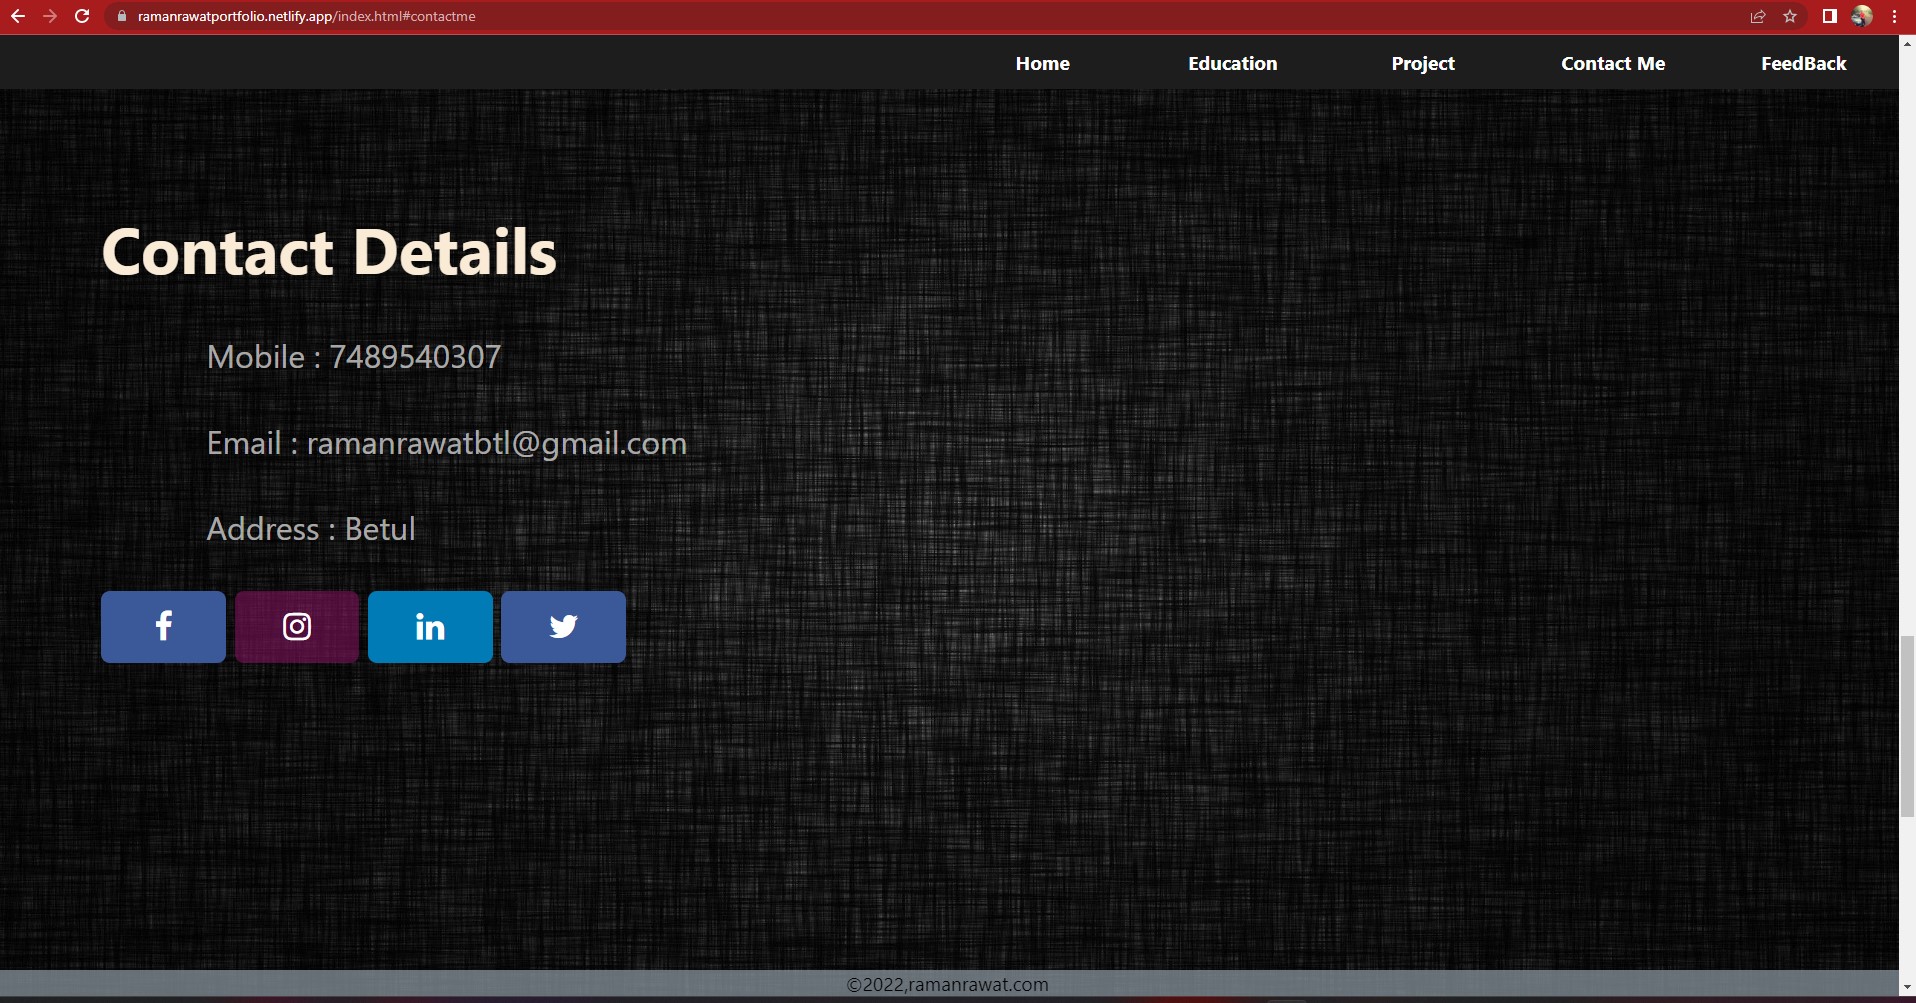 ramanrawatportfolio.netlify.app/index.html#contactme
Home Education Project Contact Me FeedBack
Contact Details
Mobile : 7489540307
Email : ramanrawatbtl@gmail.com
Address : Betul
©2022,ramanrawat.com